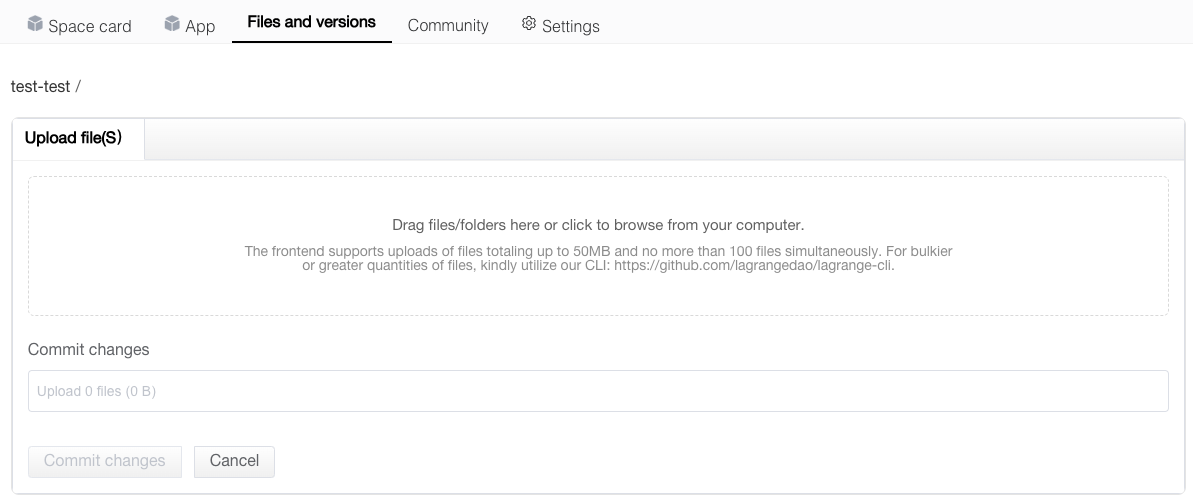 Space card App Files and versions Community Settings
test-test /
Upload file(S)
Drag files/folders here or click to browse from your computer.
The frontend supports uploads of files totaling up to 50MB and no more than 100 files simultaneously. For bulkier
or greater quantities of files, kindly utilize our CLI: https://github.com/lagrangedao/lagrange-cli.
Commit changes
Upload 0 files (0 B)
Commit changes Cancel